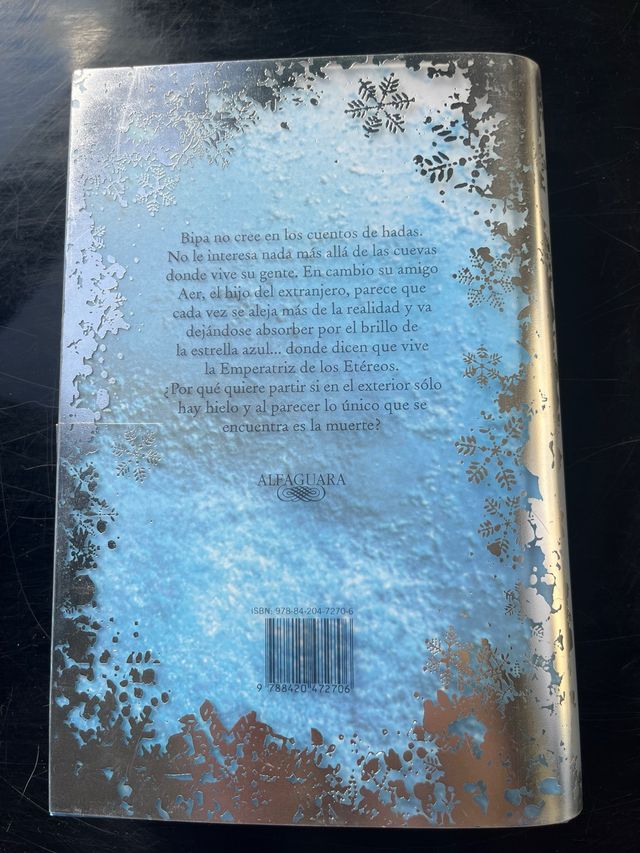 Bipa no cree en los cuentos de hadas.
No le interesa nada más allá de las cuevas
donde vive su gente. En cambio su amigo
Aer, el hijo del extranjero, parece que
cada vez se aleja más de la realidad y va
dejándose absorber por el brillo de
la estrella azul... donde dicen que vive
la Emperatriz de los Etéreos.
¿Por qué quiere partir si en el exterior sólo
hay hielo y al parecer lo único que se
encuentra es la muerte?
ALFAGUARA
ISBN: 978-84-204-7270-6
9 788420 472706